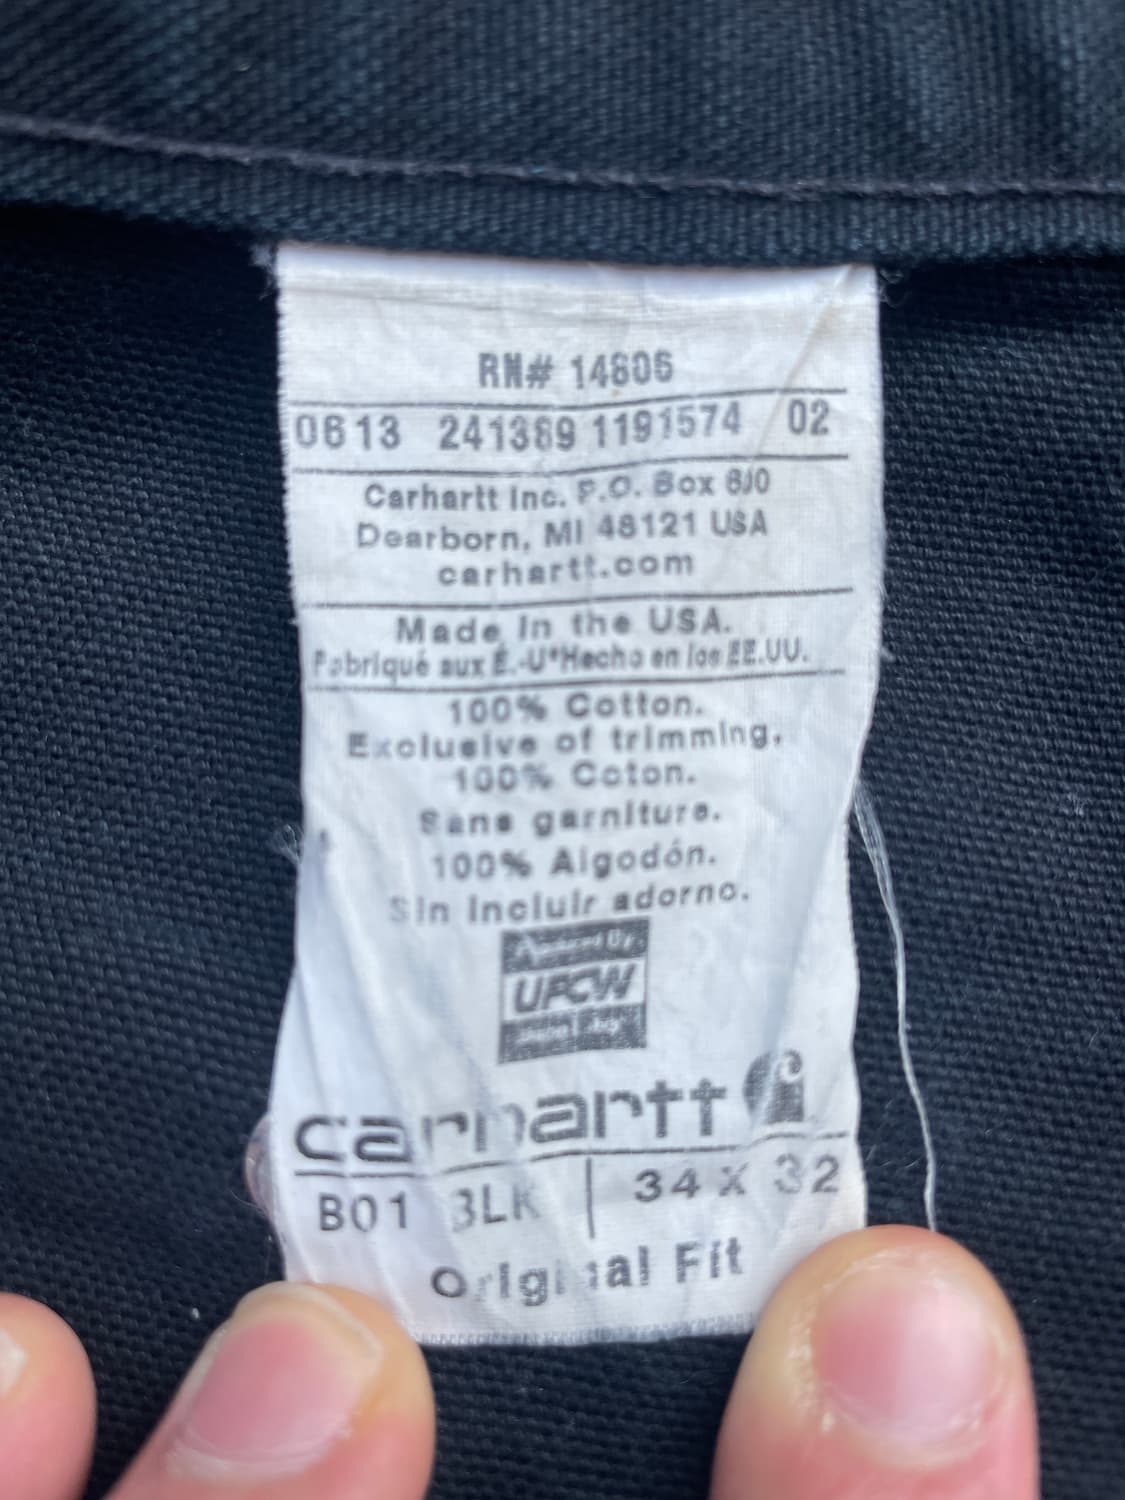 RN# 14806
0613 241389 1191574 02
Carhartt Inc. P.O. Box 600
Dearborn, MI 48121 USA
carhartt.com
Made In the USA.
Fabriqué aux É.-U*Hecho en los EE.UU.
100% Cotton.
Exclusive of trimming.
100% Coton.
Sans garniture.
100% Algodón.
Sin Incluir adorno.
Produced By
UFCW
carhartt
B01 BLK | 34 X 32
Original Fit